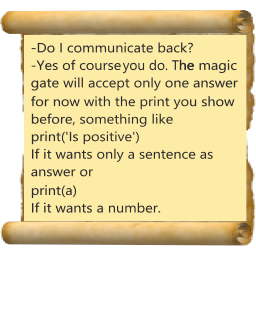 -Do I communicate back?
-Yes of course you do. The magic
gate will accept only one answer
for now with the print you show
before, something like
print('Is positive')
If it wants only a sentence as
answer or
print(a)
If it wants a number.